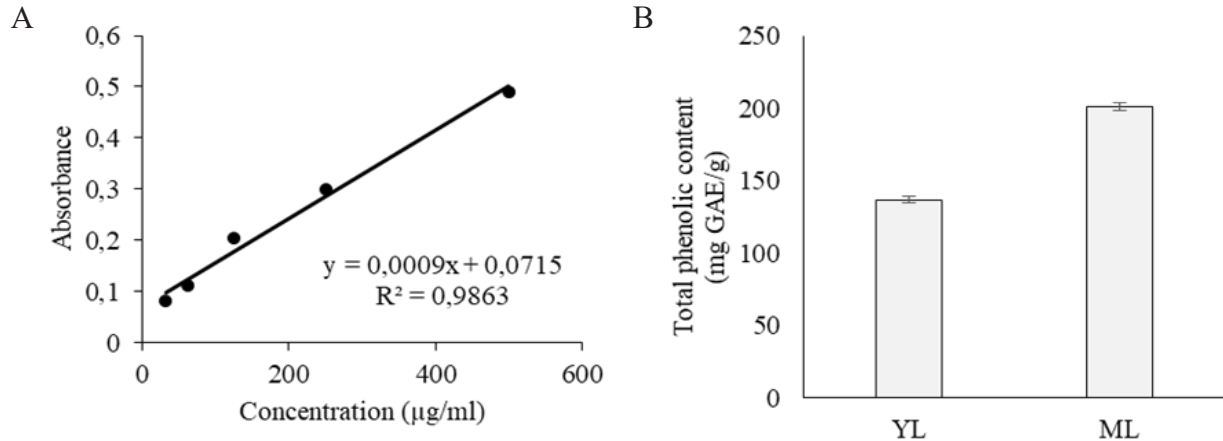 A
Absorbance
0,6
0,5
0,4
0,3
0,2
0,1
0
y = 0,0009x + 0,0715
R² = 0,9863
0 200 400 600
Concentration (µg/ml)
B
Total phenolic content
(mg GAE/g)
250
200
150
100
50
0
YL ML